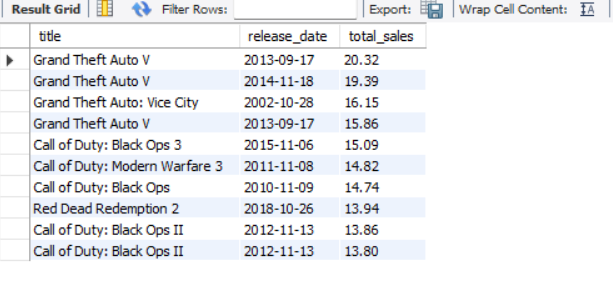 Result Grid Filter Rows: Export: Wrap Cell Content: IA
title release_date total_sales
Grand Theft Auto V 2013-09-17 20.32
Grand Theft Auto V 2014-11-18 19.39
Grand Theft Auto: Vice City 2002-10-28 16.15
Grand Theft Auto V 2013-09-17 15.86
Call of Duty: Black Ops 3 2015-11-06 15.09
Call of Duty: Modern Warfare 3 2011-11-08 14.82
Call of Duty: Black Ops 2010-11-09 14.74
Red Dead Redemption 2 2018-10-26 13.94
Call of Duty: Black Ops II 2012-11-13 13.86
Call of Duty: Black Ops II 2012-11-13 13.80